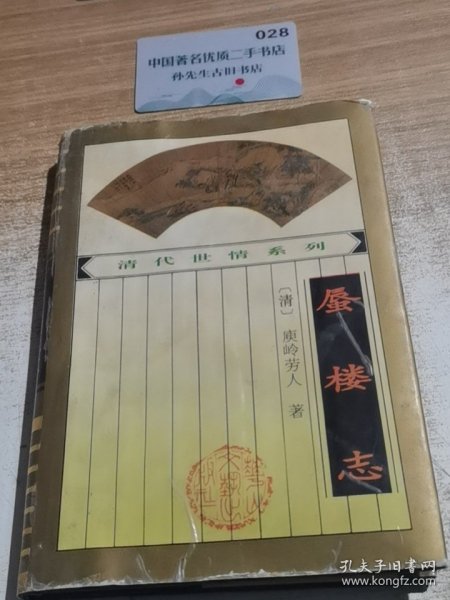 028
中国著名优质二手书店
孙先生古旧书店
清代世情系列
蜃楼志
〔清〕庾岭劳人 著
孔夫子旧书网
www.kongfz.com